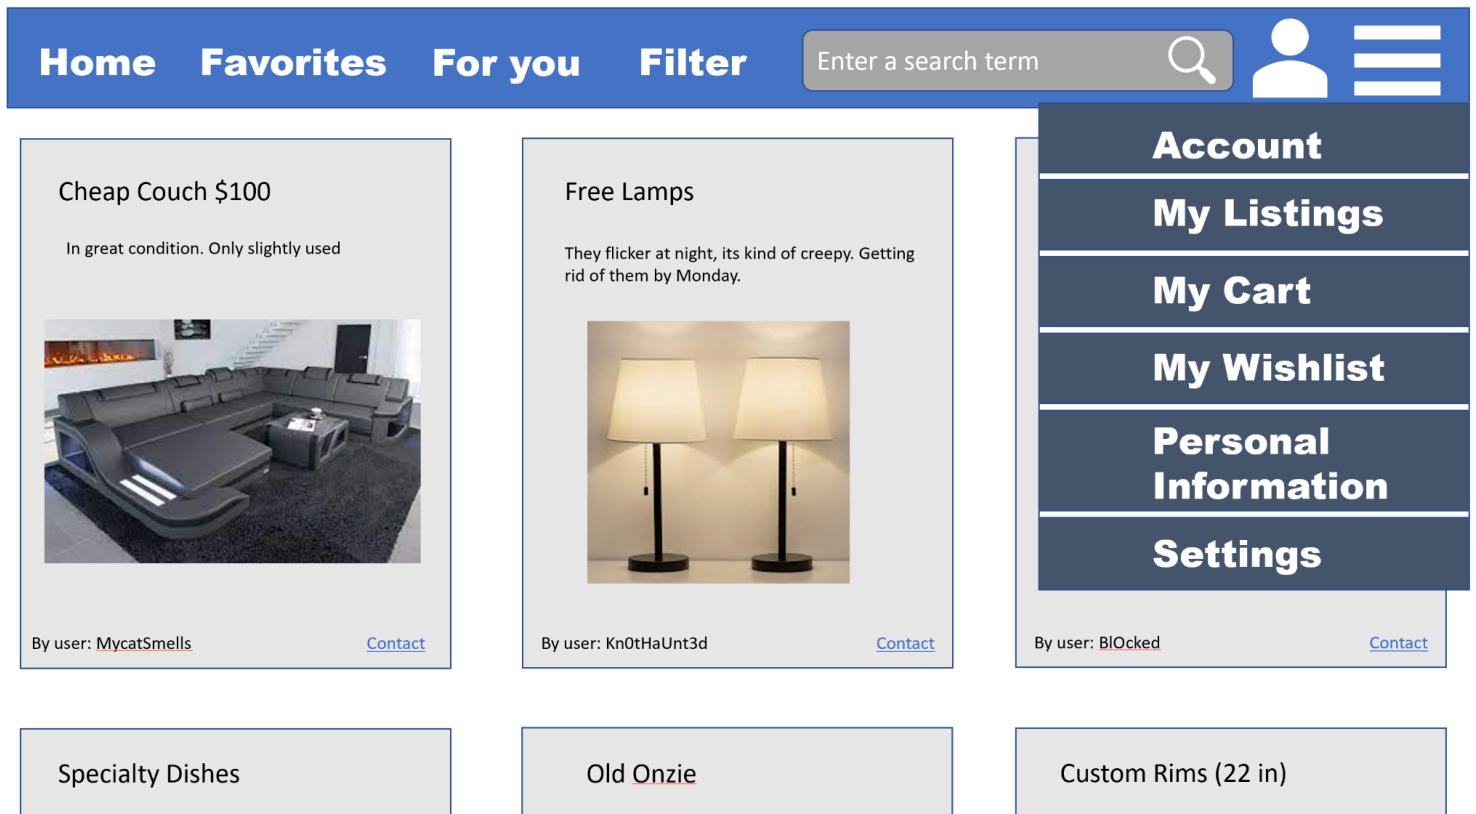 Home Favorites For you Filter Enter a search term
Account
My Listings
My Cart
My Wishlist
Personal
Information
Settings
Cheap Couch $100
In great condition. Only slightly used
By user: MycatSmells Contact
Free Lamps
They flicker at night, its kind of creepy. Getting
rid of them by Monday.
By user: Kn0tHaUnt3d Contact
By user: BlOcked Contact
Specialty Dishes
Old Onzie
Custom Rims (22 in)